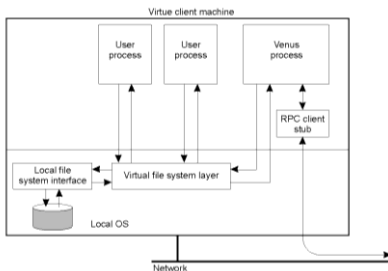 Virtue client machine
User
process
User
process
Venus
process
RPC client
stub
Local file
system interface
Virtual file system layer
Local OS
Network